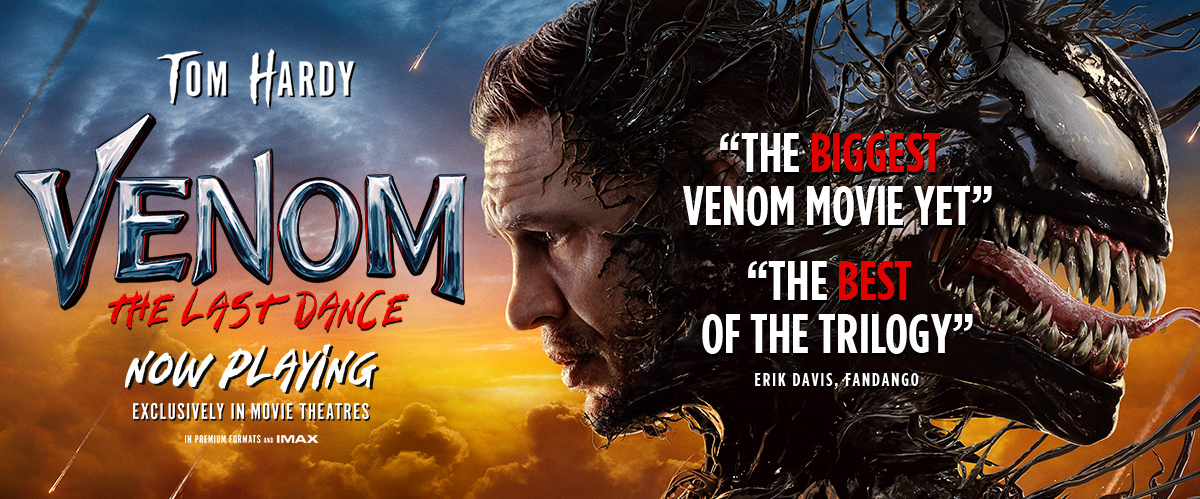 TOM HARDY
VENOM
THE LAST DANCE
NOW PLAYING
EXCLUSIVELY IN MOVIE THEATRES
IN PREMIUM FORMATS AND IMAX
“THE BIGGEST
VENOM MOVIE YET”
“THE BEST
OF THE TRILOGY”
ERIK DAVIS, FANDANGO